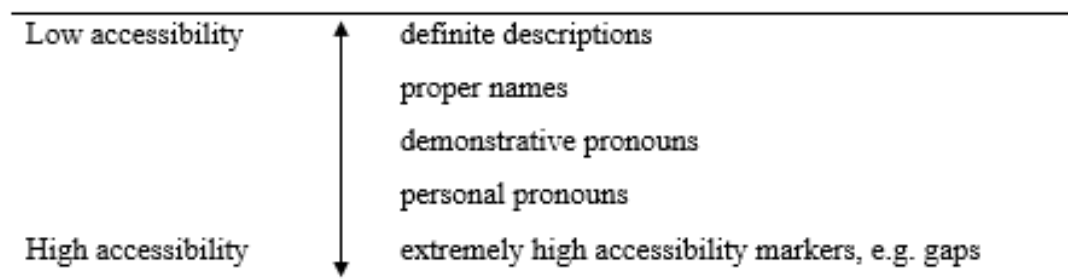 Low accessibility definite descriptions
proper names
demonstrative pronouns
personal pronouns
High accessibility extremely high accessibility markers, e.g. gaps